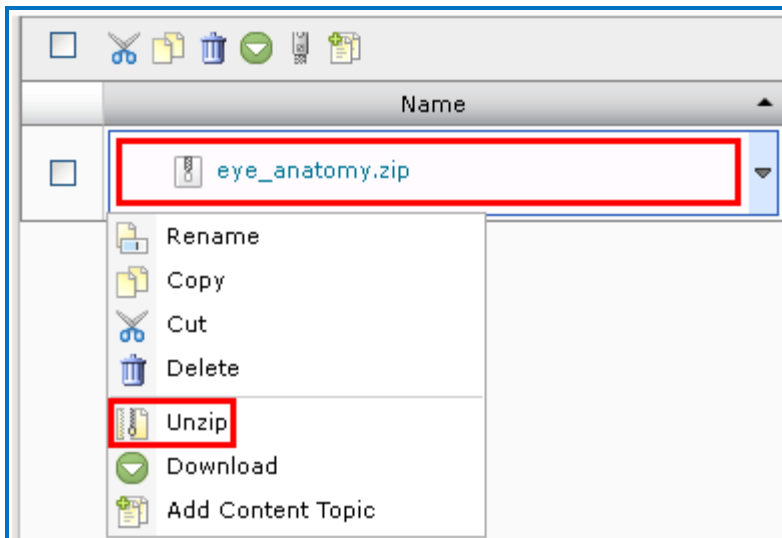 Name
eye_anatomy.zip
Rename
Copy
Cut
Delete
Unzip
Download
Add Content Topic